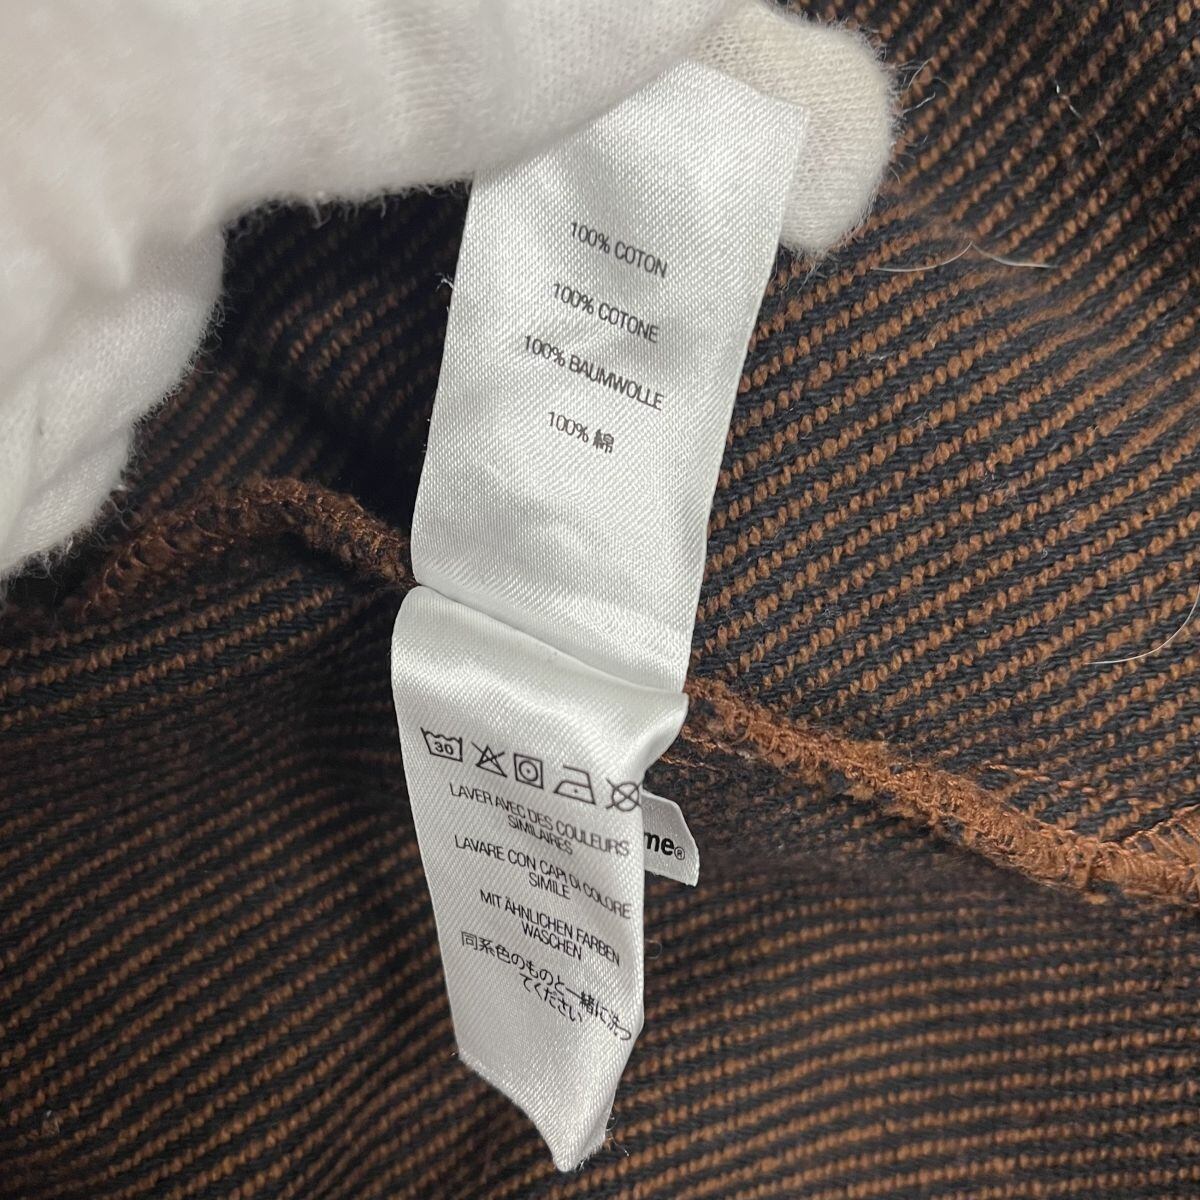 100% COTON
100% COTONE
100% BAUMWOLLE
100% 綿
30
LAVER AVEC DES COULEURS
SIMILAIRES
LAVARE CON CAPI DI COLORE
SIMILE
MIT ÄHNLICHEN FARBEN
WASCHEN
同系色のものと一緒に洗っ
てください
me®